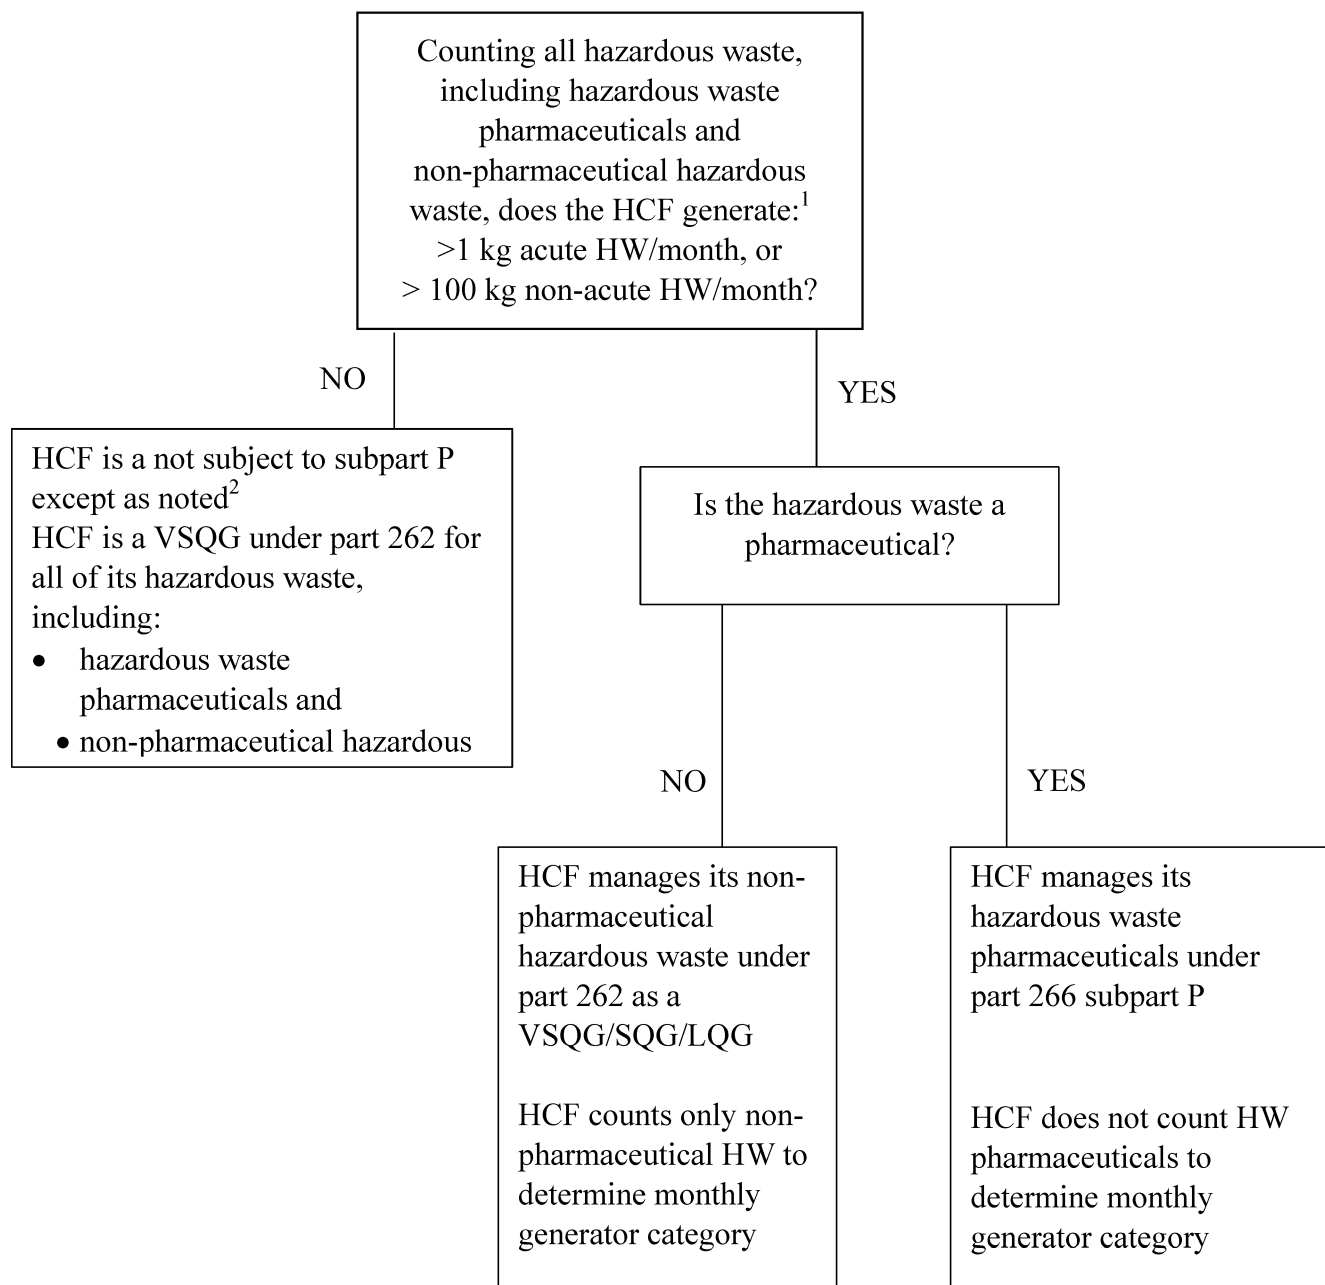 Counting all hazardous waste,
including hazardous waste
pharmaceuticals and
non-pharmaceutical hazardous
waste, does the HCF generate:1
>1 kg acute HW/month, or
> 100 kg non-acute HW/month?
NO
YES
HCF is a not subject to subpart P
except as noted2
HCF is a VSQG under part 262 for
all of its hazardous waste,
including:
• hazardous waste
pharmaceuticals and
• non-pharmaceutical hazardous
Is the hazardous waste a
pharmaceutical?
NO
YES
HCF manages its non-
pharmaceutical
hazardous waste under
part 262 as a
VSQG/SQG/LQG
HCF counts only non-
pharmaceutical HW to
determine monthly
generator category
HCF manages its
hazardous waste
pharmaceuticals under
part 266 subpart P
HCF does not count HW
pharmaceuticals to
determine monthly
generator category